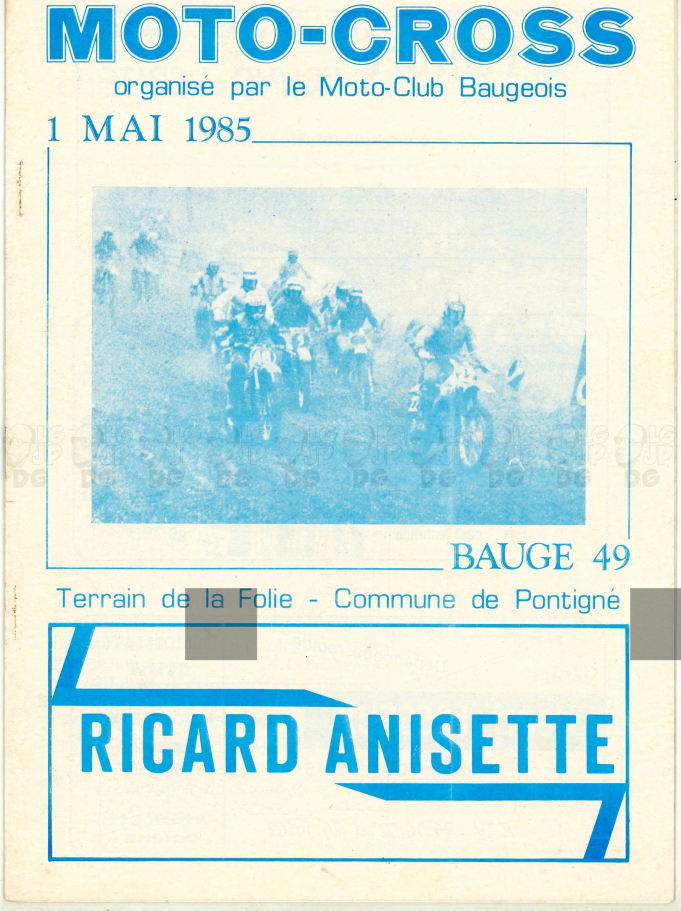 MOTO-CROSS
organisé par le Moto-Club Baugeois
1 MAI 1985
BAUGE 49
Terrain de la Folie - Commune de Pontigné
RICARD ANISETTE